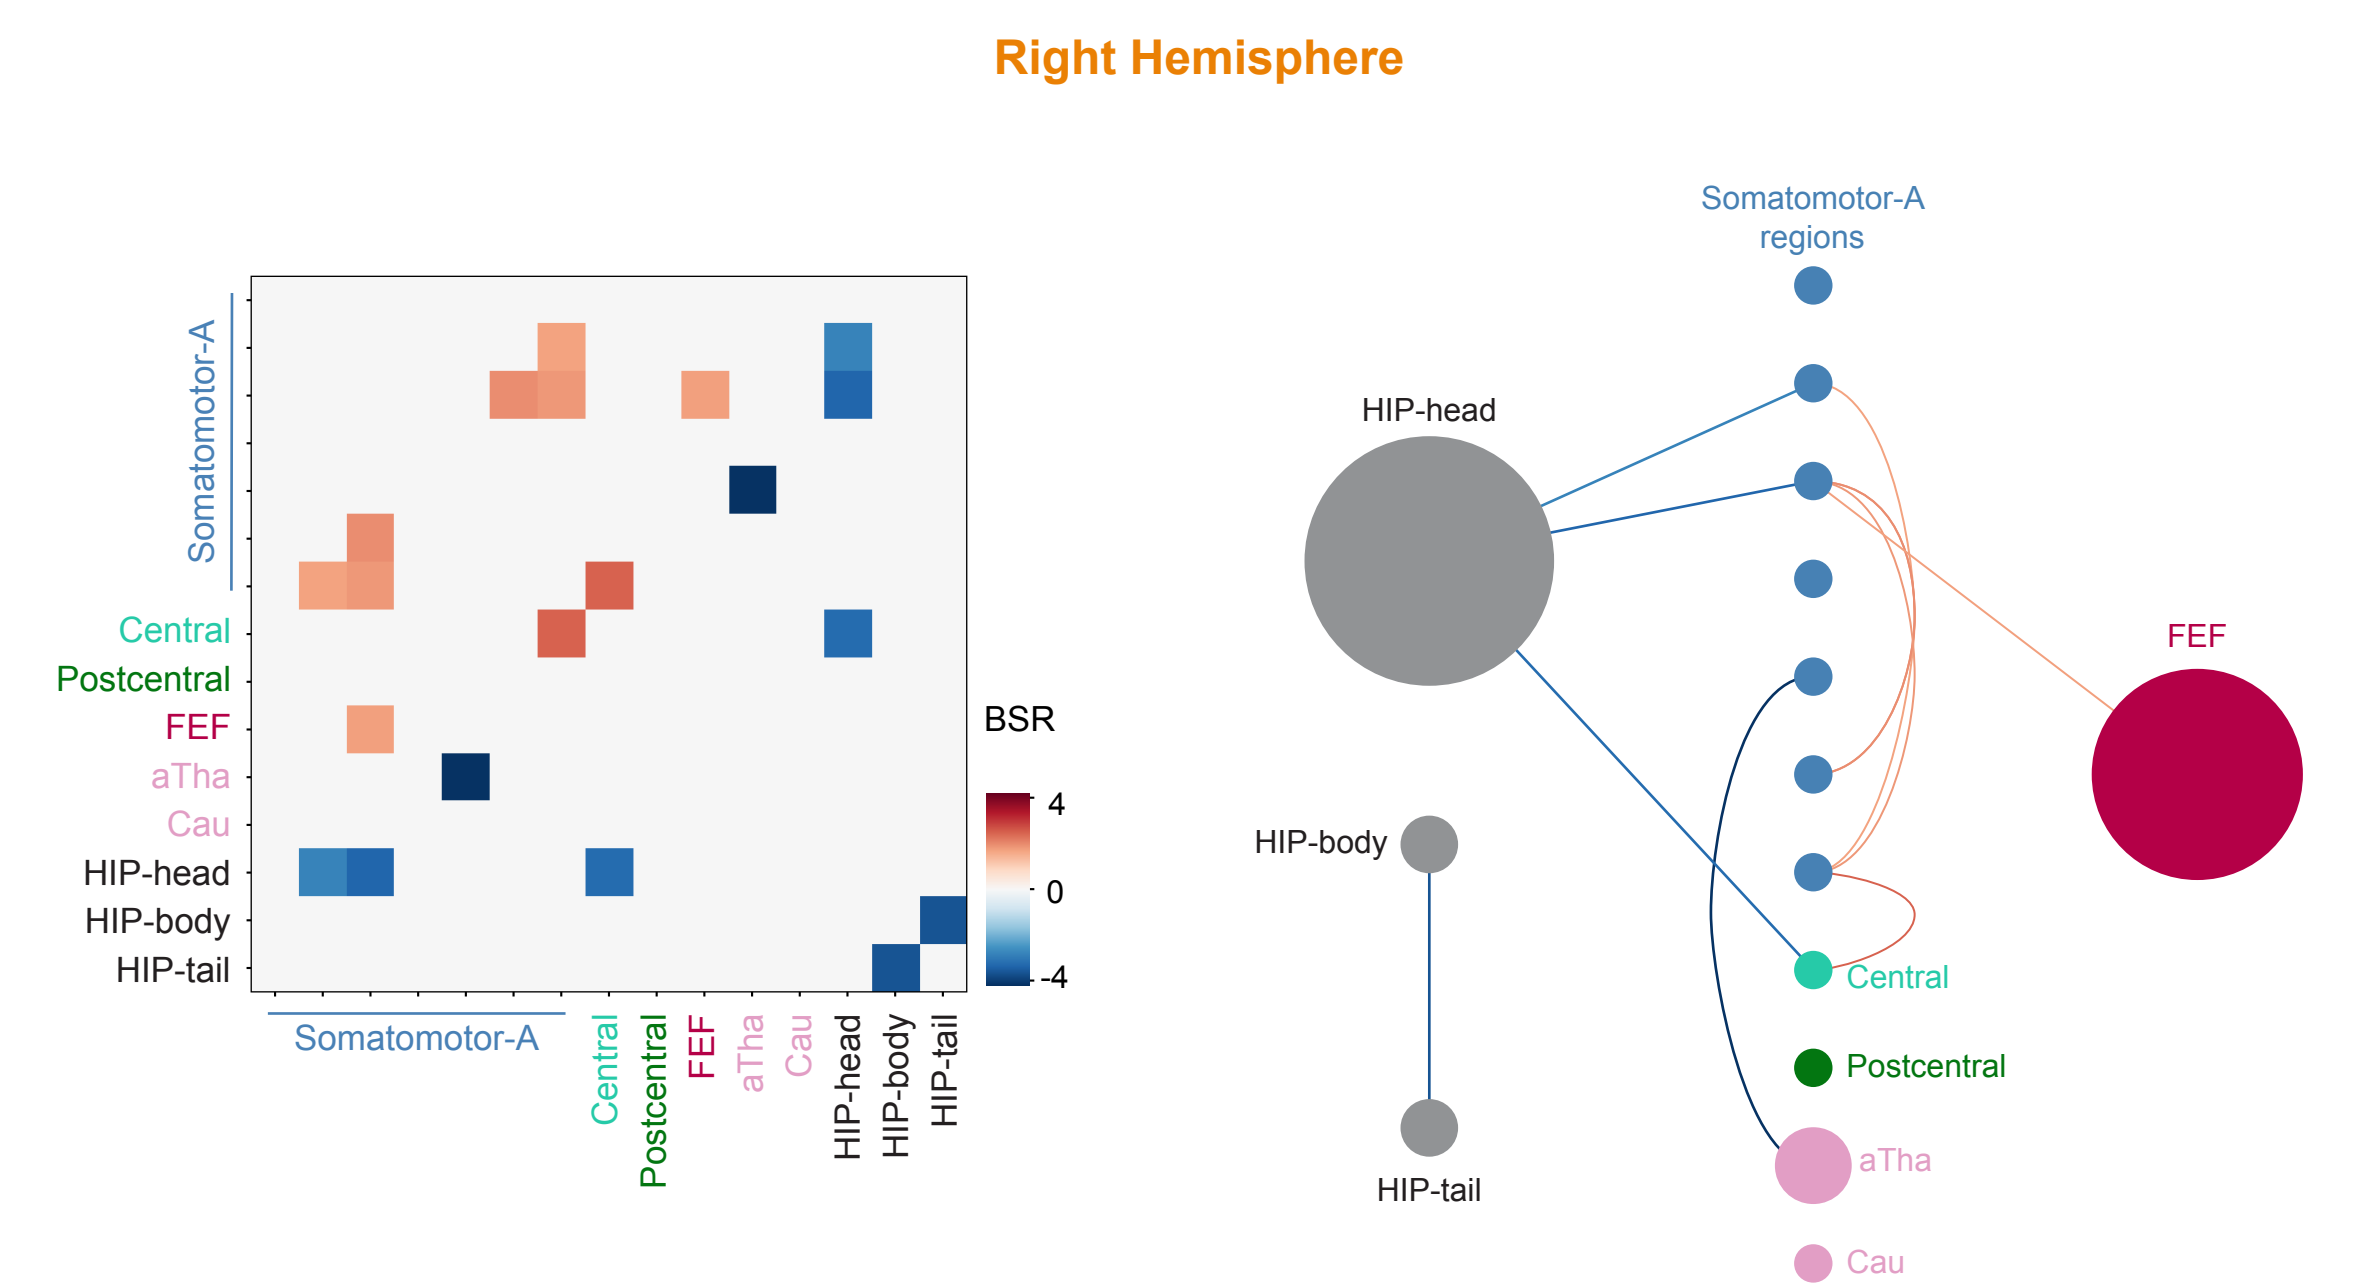 Right Hemisphere
Somatomotor-A
Central
Postcentral
FEF
aTha
Cau
HIP-head
HIP-body
HIP-tail
Somatomotor-A
Central
Postcentral
FEF
aTha
Cau
HIP-head
HIP-body
HIP-tail
BSR
4
0
-4
Somatomotor-A
regions
HIP-head
FEF
HIP-body
HIP-tail
Central
Postcentral
aTha
Cau